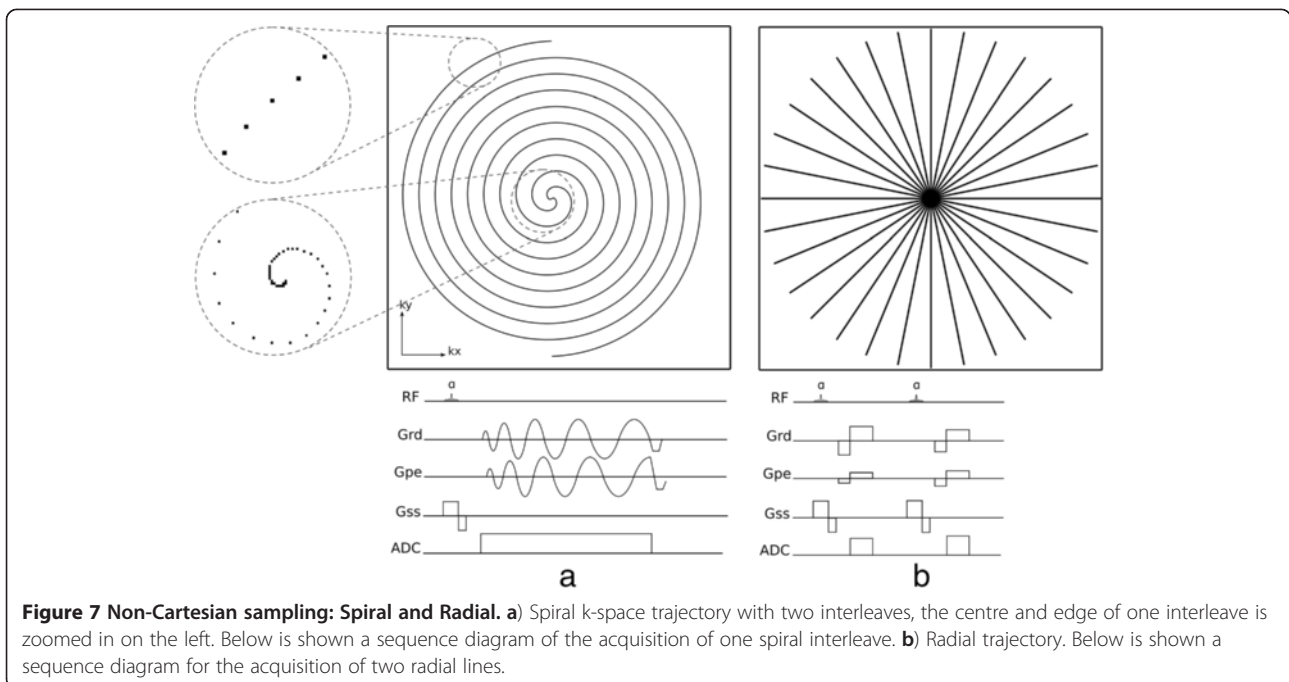 ky
kx
α
RF
Grd
Gpe
Gss
ADC
a
α α
RF
Grd
Gpe
Gss
ADC
b
Figure 7 Non-Cartesian sampling: Spiral and Radial. a) Spiral k-space trajectory with two interleaves, the centre and edge of one interleave is
zoomed in on the left. Below is shown a sequence diagram of the acquisition of one spiral interleave. b) Radial trajectory. Below is shown a
sequence diagram for the acquisition of two radial lines.